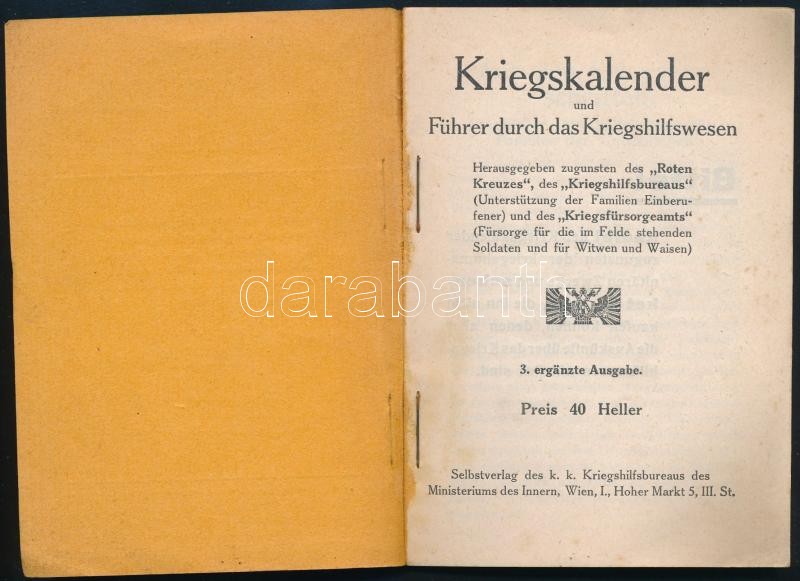 Kriegskalender
und
Führer durch das Kriegshilfswesen
Herausgegeben zugunsten des „Roten
Kreuzes“, des „Kriegshilfsbureaus“
(Unterstützung der Familien Einberu-
fener) und des „Kriegsfürsorgeamts“
(Fürsorge für die im Felde stehenden
Soldaten und für Witwen und Waisen)
darabanth
3. ergänzte Ausgabe.
Preis 40 Heller
Selbstverlag des k. k. Kriegshilfsbureaus des
Ministeriums des Innern, Wien, I., Hoher Markt 5, III. St.